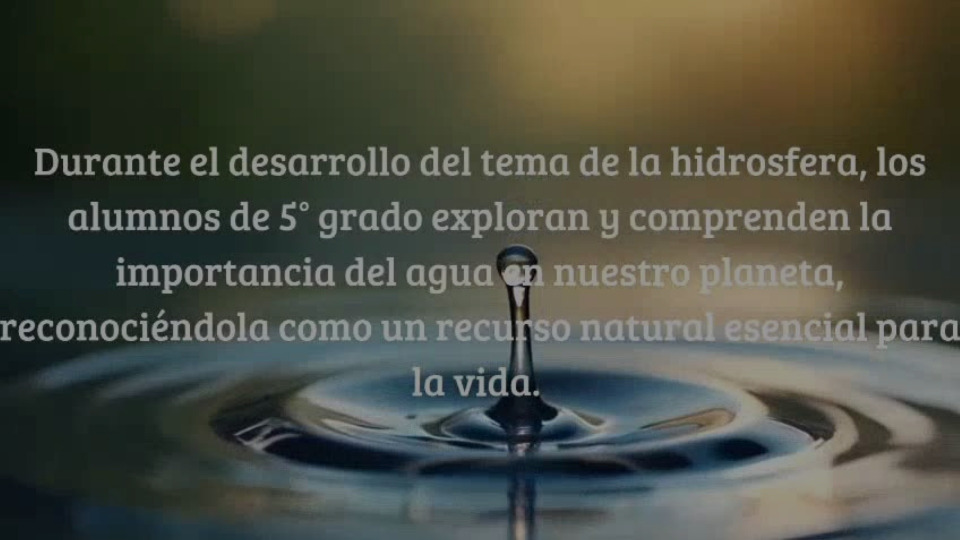 Durante el desarrollo del tema de la hidrosfera, los
alumnos de 5° grado exploran y comprenden la
importancia del agua en nuestro planeta,
reconociéndola como un recurso natural esencial para
la vida.